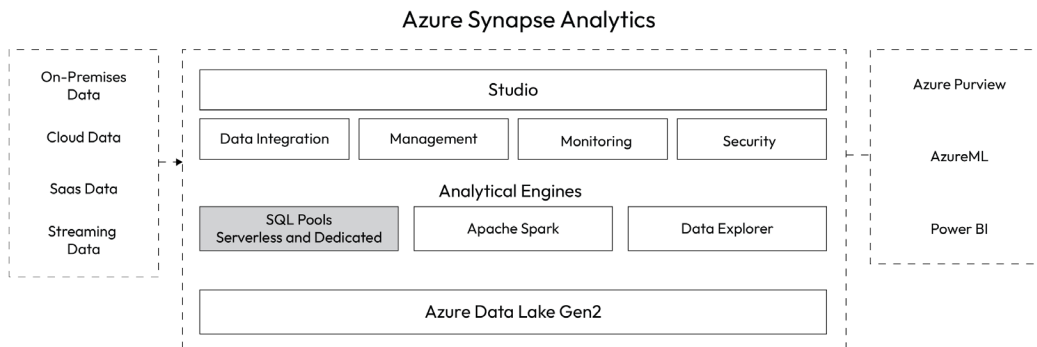 Azure Synapse Analytics
On-Premises
Data
Cloud Data
Saas Data
Streaming
Data
Studio
Data Integration
Management
Monitoring
Security
Analytical Engines
SQL Pools
Serverless and Dedicated
Apache Spark
Data Explorer
Azure Data Lake Gen2
Azure Purview
AzureML
Power BI